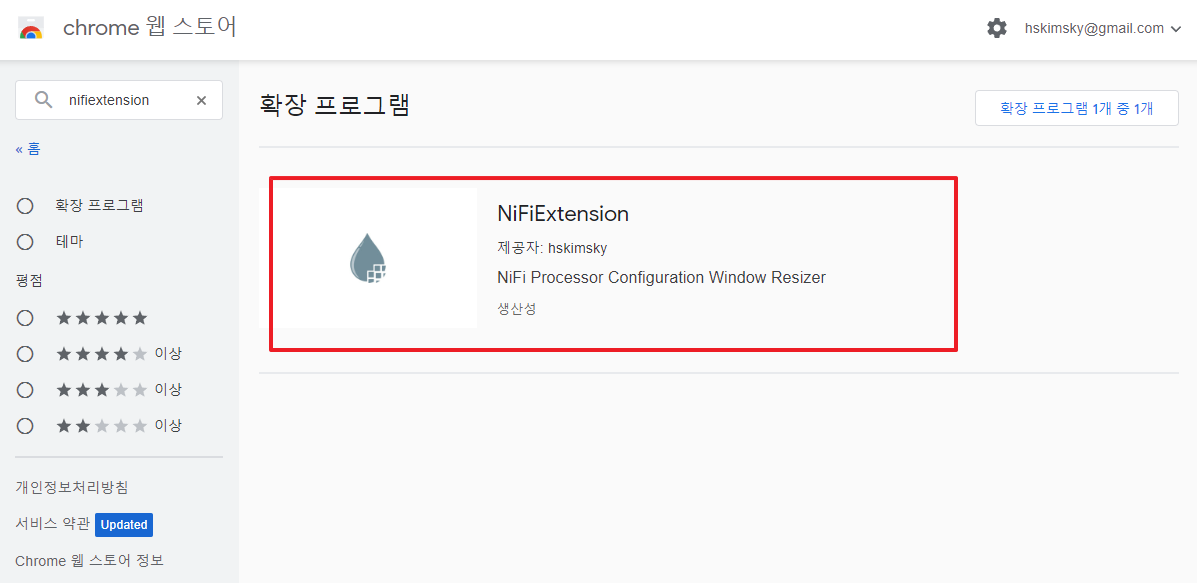 chrome 웹 스토어
hskimsky@gmail.com
nifiextension
« 홈
확장 프로그램
테마
평점
이상
이상
이상
개인정보처리방침
서비스 약관 Updated
Chrome 웹 스토어 정보
확장 프로그램
확장 프로그램 1개 중 1개
NiFiExtension
제공자: hskimsky
NiFi Processor Configuration Window Resizer
생산성